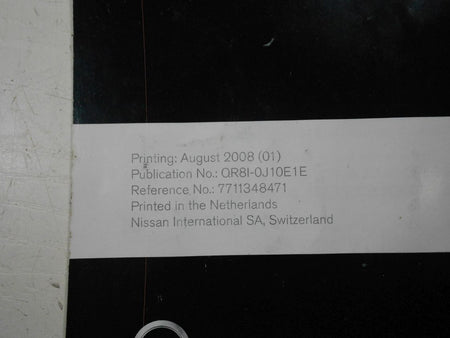 Printing: August 2008 (01)
Publication No.: QR8I-0J10E1E
Reference No.: 7711348471
Printed in the Netherlands
Nissan International SA, Switzerland